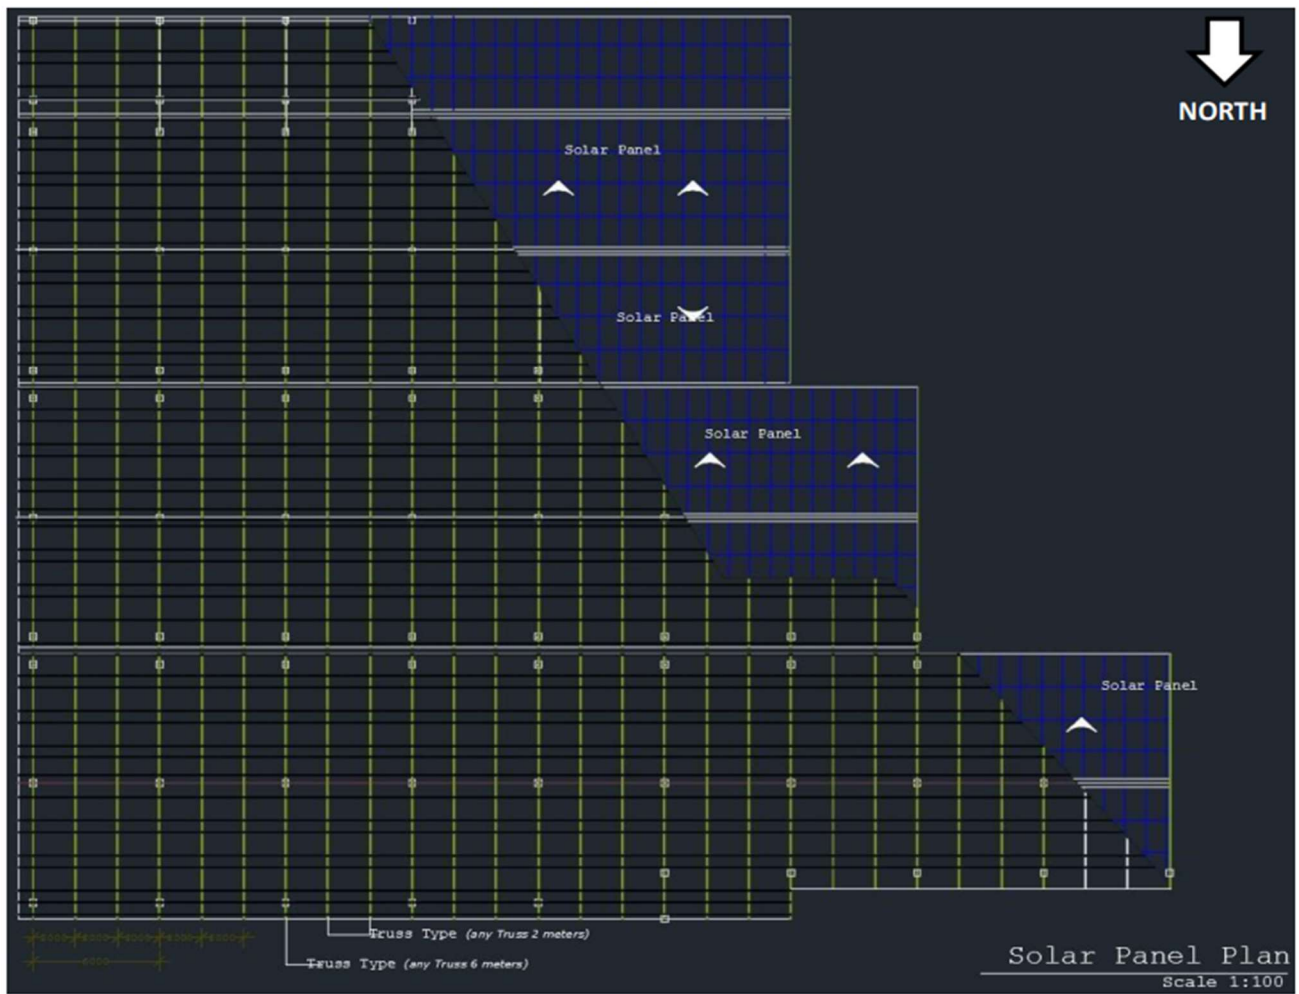 NORTH
Solar Panel
Solar Panel
Solar Panel
Solar Panel
Truss Type (any Truss 2 meters)
Truss Type (any Truss 6 meters)
Solar Panel Plan
Scale 1:100